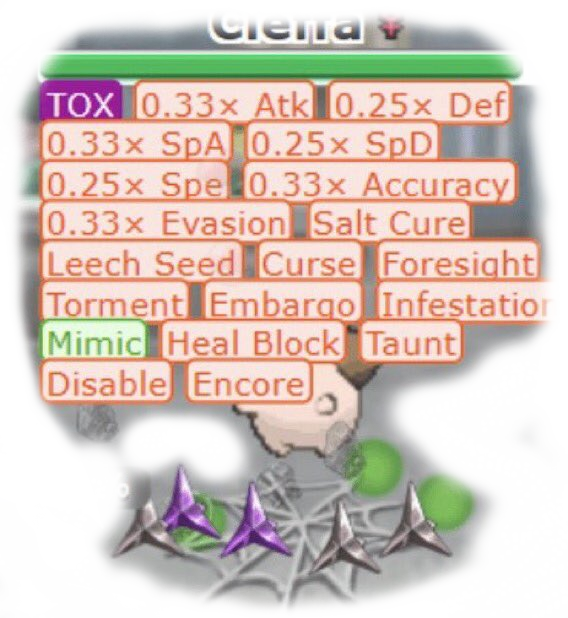 Cierra
TOX 0.33× Atk 0.25× Def
0.33× SpA 0.25× SpD
0.25× Spe 0.33× Accuracy
0.33× Evasion Salt Cure
Leech Seed Curse Foresight
Torment Embargo Infestation
Mimic Heal Block Taunt
Disable Encore